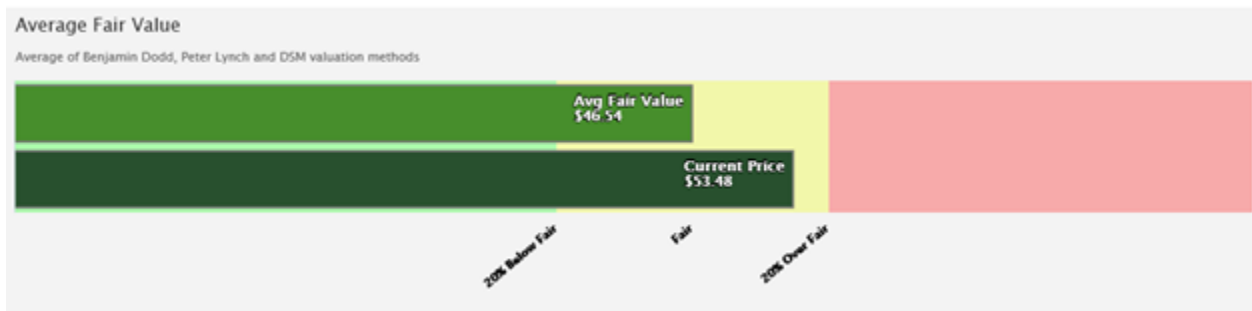 Average Fair Value
Average of Benjamin Dodd, Peter Lynch and DSM valuation methods
Avg Fair Value
$46.54
Current Price
$53.48
20% Below Fair
Fair
20% Over Fair